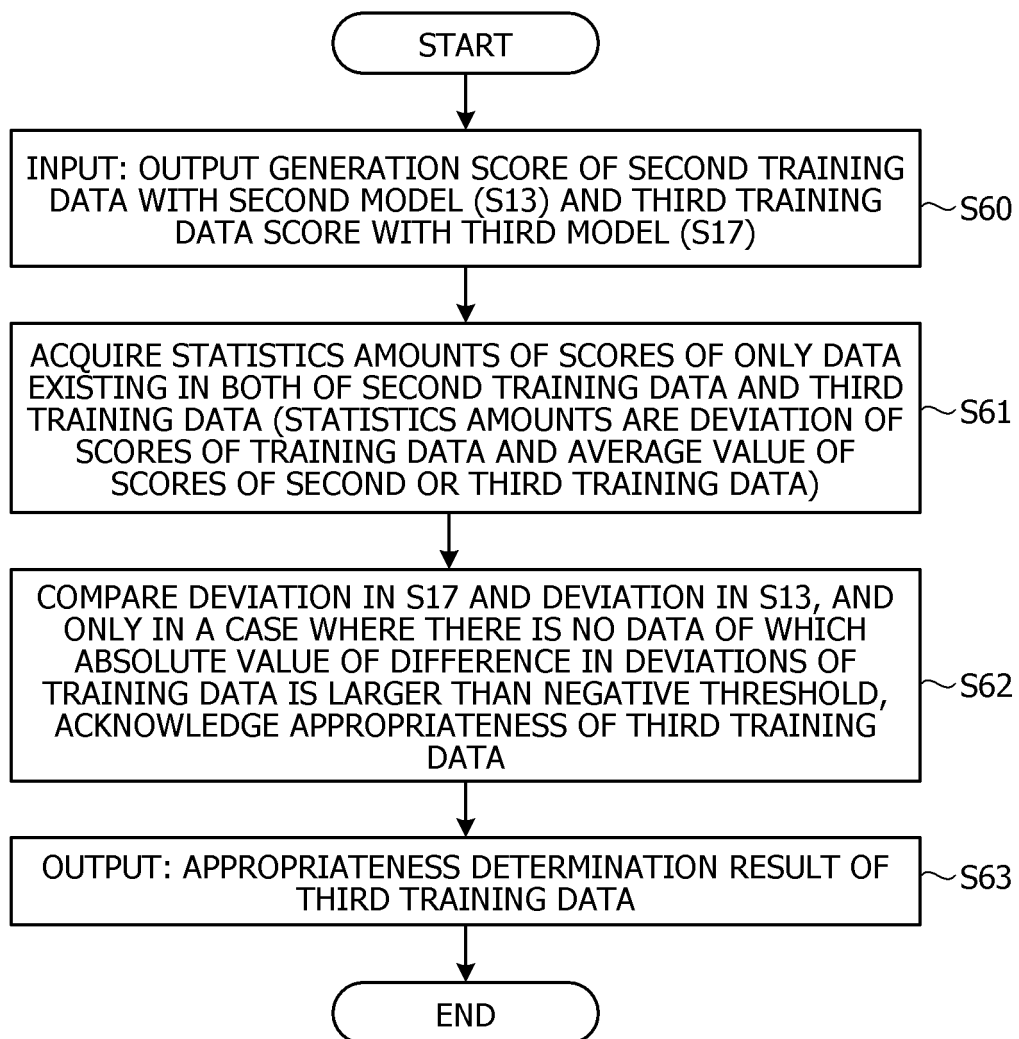 START
INPUT: OUTPUT GENERATION SCORE OF SECOND TRAINING
DATA WITH SECOND MODEL (S13) AND THIRD TRAINING
DATA SCORE WITH THIRD MODEL (S17)
S60
ACQUIRE STATISTICS AMOUNTS OF SCORES OF ONLY DATA
EXISTING IN BOTH OF SECOND TRAINING DATA AND THIRD
TRAINING DATA (STATISTICS AMOUNTS ARE DEVIATION OF
SCORES OF TRAINING DATA AND AVERAGE VALUE OF
SCORES OF SECOND OR THIRD TRAINING DATA)
S61
COMPARE DEVIATION IN S17 AND DEVIATION IN S13, AND
ONLY IN A CASE WHERE THERE IS NO DATA OF WHICH
ABSOLUTE VALUE OF DIFFERENCE IN DEVIATIONS OF
TRAINING DATA IS LARGER THAN NEGATIVE THRESHOLD,
ACKNOWLEDGE APPROPRIATENESS OF THIRD TRAINING
DATA
S62
OUTPUT: APPROPRIATENESS DETERMINATION RESULT OF
THIRD TRAINING DATA
S63
END